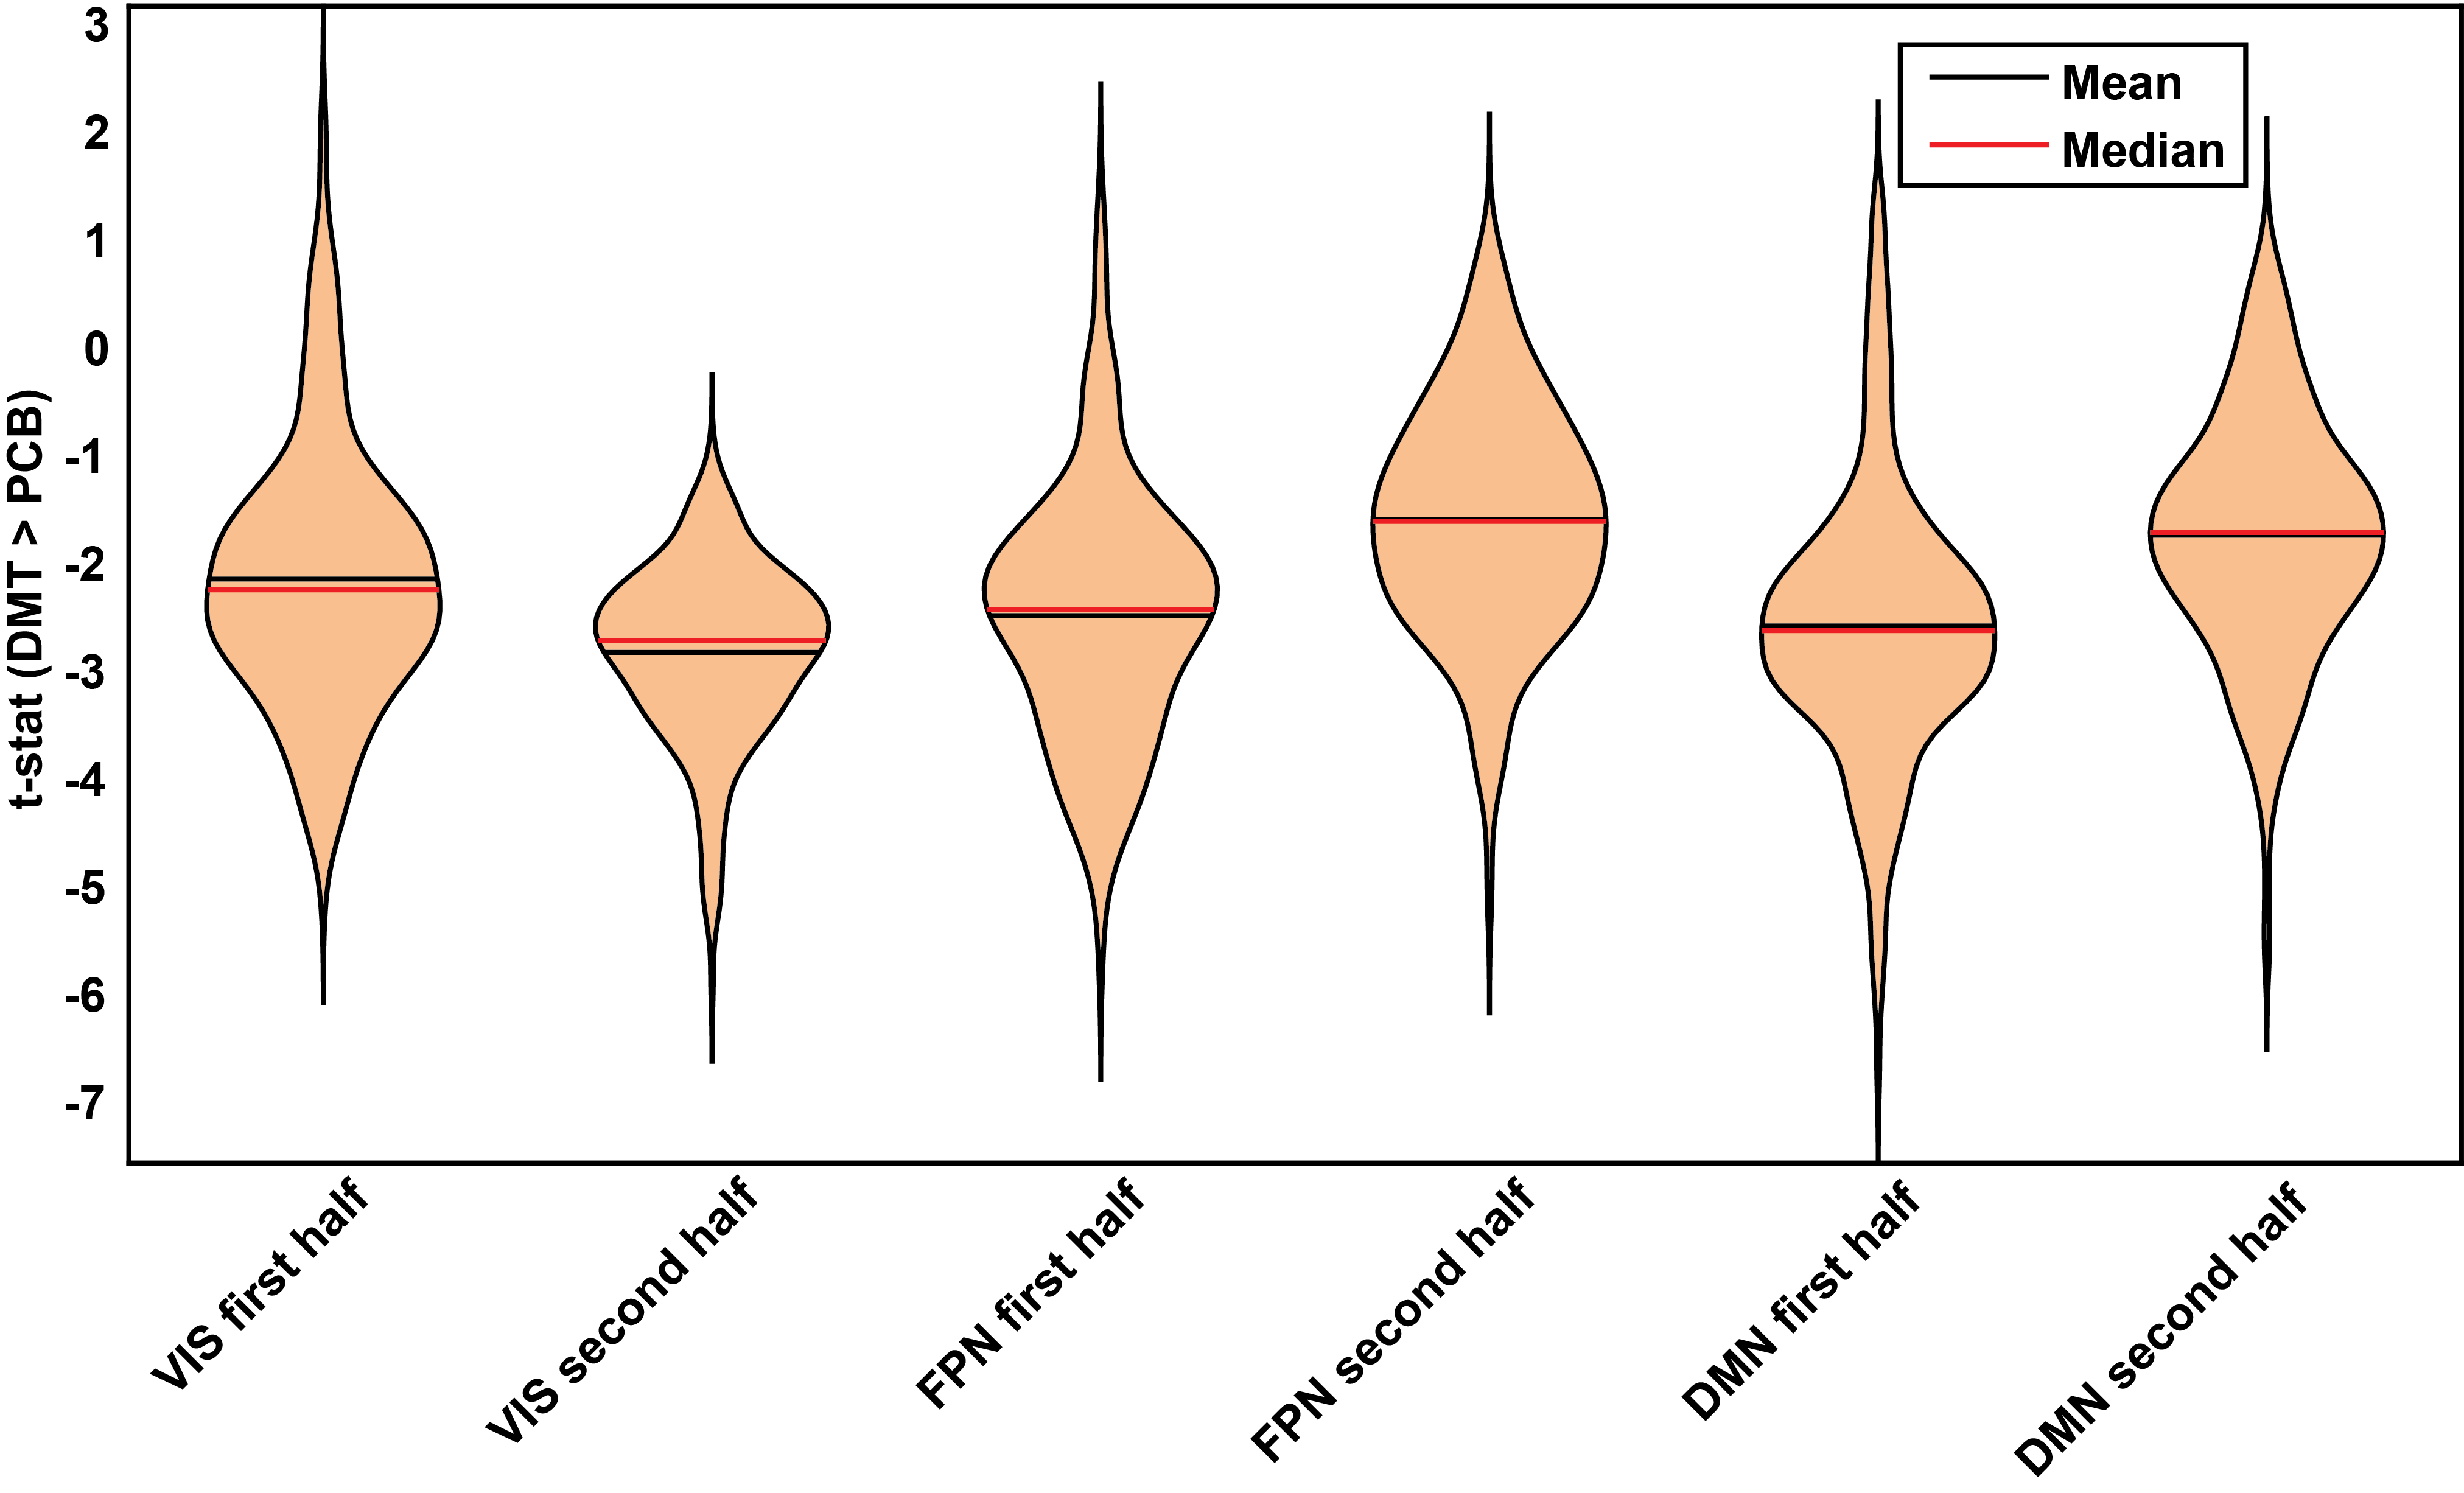 3
2
1
0
-1
-2
-3
-4
-5
-6
-7
t-stat (DMT > PCB)
Mean
Median
VIS first half
VIS second half
FPN first half
FPN second half
DMN first half
DMN second half